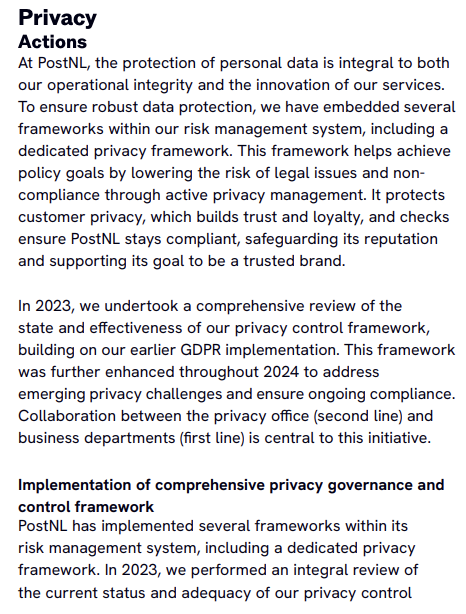 Privacy
Actions
At PostNL, the protection of personal data is integral to both
our operational integrity and the innovation of our services.
To ensure robust data protection, we have embedded several
frameworks within our risk management system, including a
dedicated privacy framework. This framework helps achieve
policy goals by lowering the risk of legal issues and non-
compliance through active privacy management. It protects
customer privacy, which builds trust and loyalty, and checks
ensure PostNL stays compliant, safeguarding its reputation
and supporting its goal to be a trusted brand.
In 2023, we undertook a comprehensive review of the
state and effectiveness of our privacy control framework,
building on our earlier GDPR implementation. This framework
was further enhanced throughout 2024 to address
emerging privacy challenges and ensure ongoing compliance.
Collaboration between the privacy office (second line) and
business departments (first line) is central to this initiative.
Implementation of comprehensive privacy governance and
control framework
PostNL has implemented several frameworks within its
risk management system, including a dedicated privacy
framework. In 2023, we performed an integral review of
the current status and adequacy of our privacy control